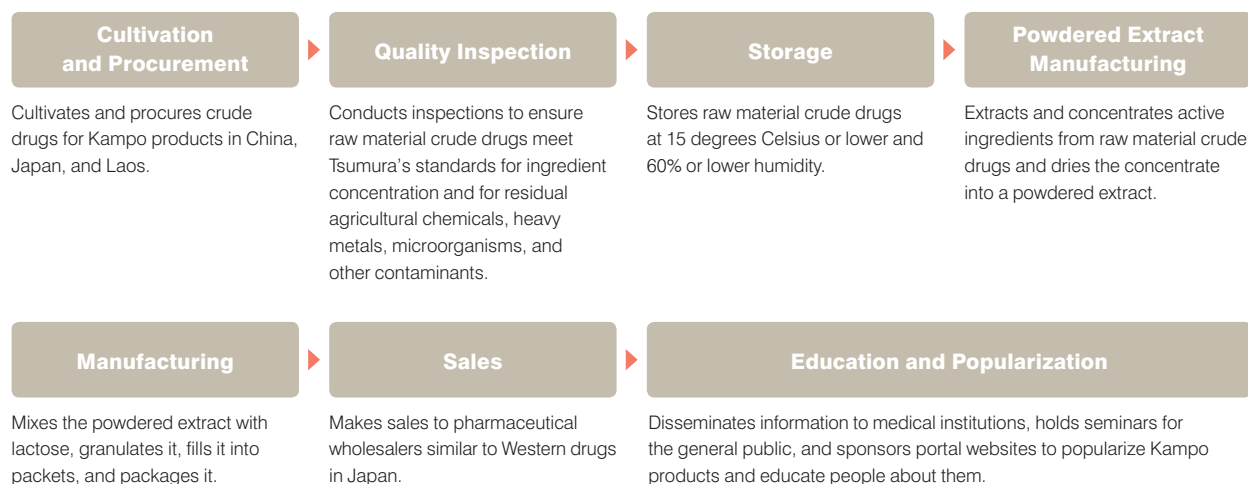 Cultivation
and Procurement
Cultivates and procures crude
drugs for Kampo products in China,
Japan, and Laos.
Quality Inspection
Conducts inspections to ensure
raw material crude drugs meet
Tsumura’s standards for ingredient
concentration and for residual
agricultural chemicals, heavy
metals, microorganisms, and
other contaminants.
Storage
Stores raw material crude drugs
at 15 degrees Celsius or lower and
60% or lower humidity.
Powdered Extract
Manufacturing
Extracts and concentrates active
ingredients from raw material crude
drugs and dries the concentrate
into a powdered extract.
Manufacturing
Mixes the powdered extract with
lactose, granulates it, fills it into
packets, and packages it.
Sales
Makes sales to pharmaceutical
wholesalers similar to Western drugs
in Japan.
Education and Popularization
Disseminates information to medical institutions, holds seminars for
the general public, and sponsors portal websites to popularize Kampo
products and educate people about them.